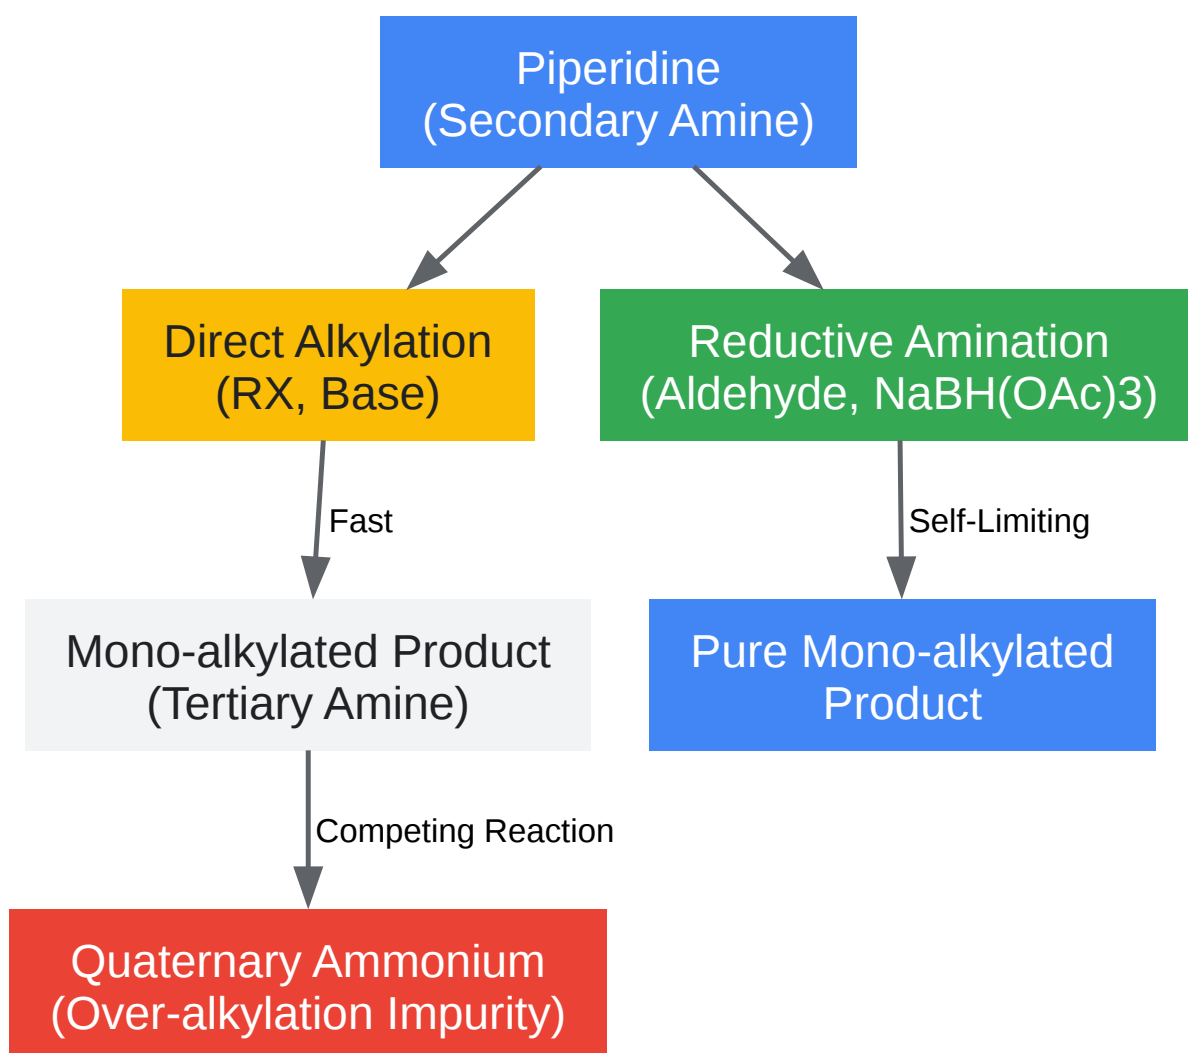 Piperidine
(Secondary Amine)
Direct Alkylation
(RX, Base)
Reductive Amination
(Aldehyde, NaBH(OAc)3)
Fast
Self-Limiting
Mono-alkylated Product
(Tertiary Amine)
Pure Mono-alkylated
Product
Competing Reaction
Quaternary Ammonium
(Over-alkylation Impurity)